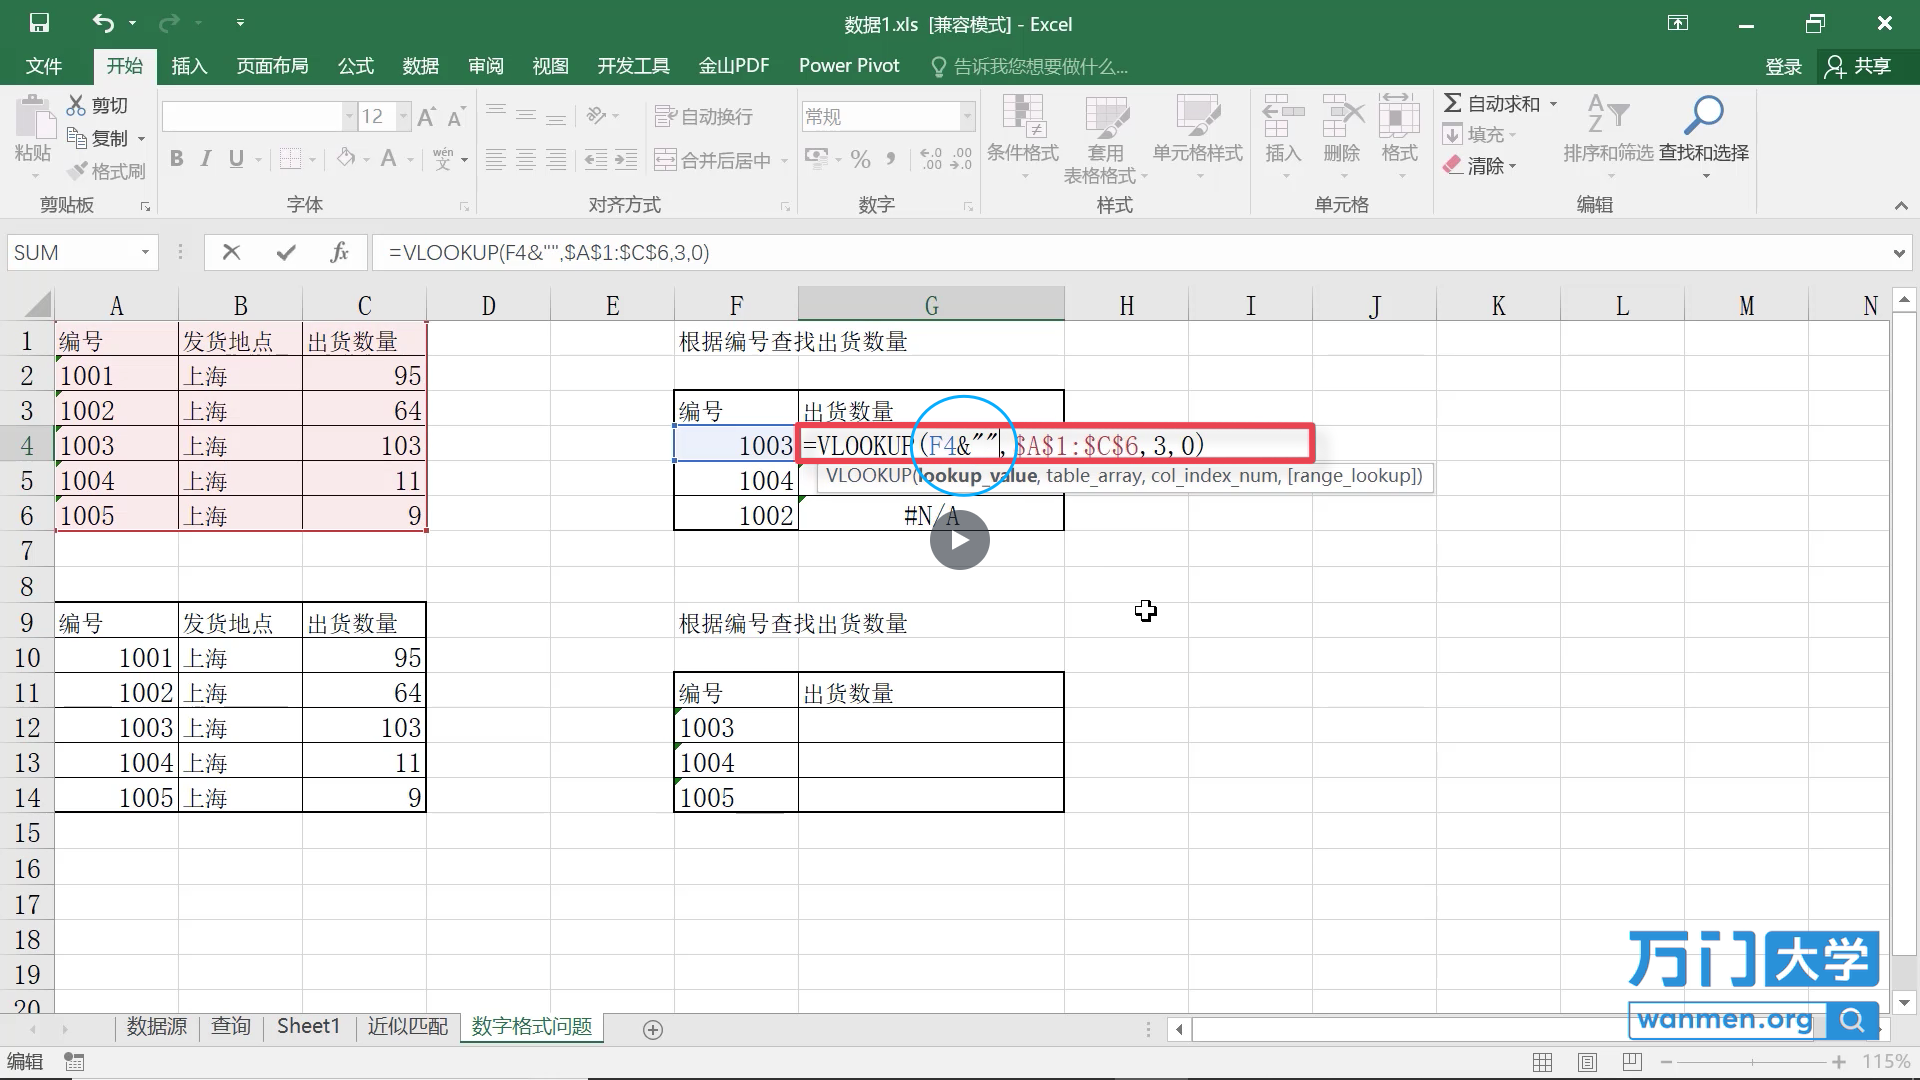 数据1.xls [兼容模式] - Excel
文件 开始 插入 页面布局 公式 数据 审阅 视图 开发工具 金山PDF Power Pivot 告诉我您想要做什么... 登录 共享
粘贴 剪切 复制 格式刷 剪贴板
12 A A B I U A wén 文 字体
自动换行 合并后居中 对齐方式
常规 % , .00 数字
条件格式 套用 表格格式 单元格样式 样式
插入 删除 格式 单元格
自动求和 填充 清除 排序和筛选 查找和选择 编辑
SUM fx =VLOOKUP(F4&"",$A$1:$C$6,3,0)
A B C D E F G H I J K L M N
1 编号 发货地点 出货数量 根据编号查找出货数量
2 1001 上海 95
3 1002 上海 64 编号 出货数量
4 1003 上海 103 1003 =VLOOKUP(F4&"",$A$1:$C$6,3,0)
5 1004 上海 11 1004 VLOOKUP(lookup_value, table_array, col_index_num, [range_lookup])
6 1005 上海 9 1002 #N/A
7
8
9 编号 发货地点 出货数量 根据编号查找出货数量
10 1001 上海 95
11 1002 上海 64 编号 出货数量
12 1003 上海 103 1003
13 1004 上海 11 1004
14 1005 上海 9 1005
15
16
17
18
19
20
万门大学
wanmen.org
数据源 查询 Sheet1 近似匹配 数字格式问题
编辑 115%